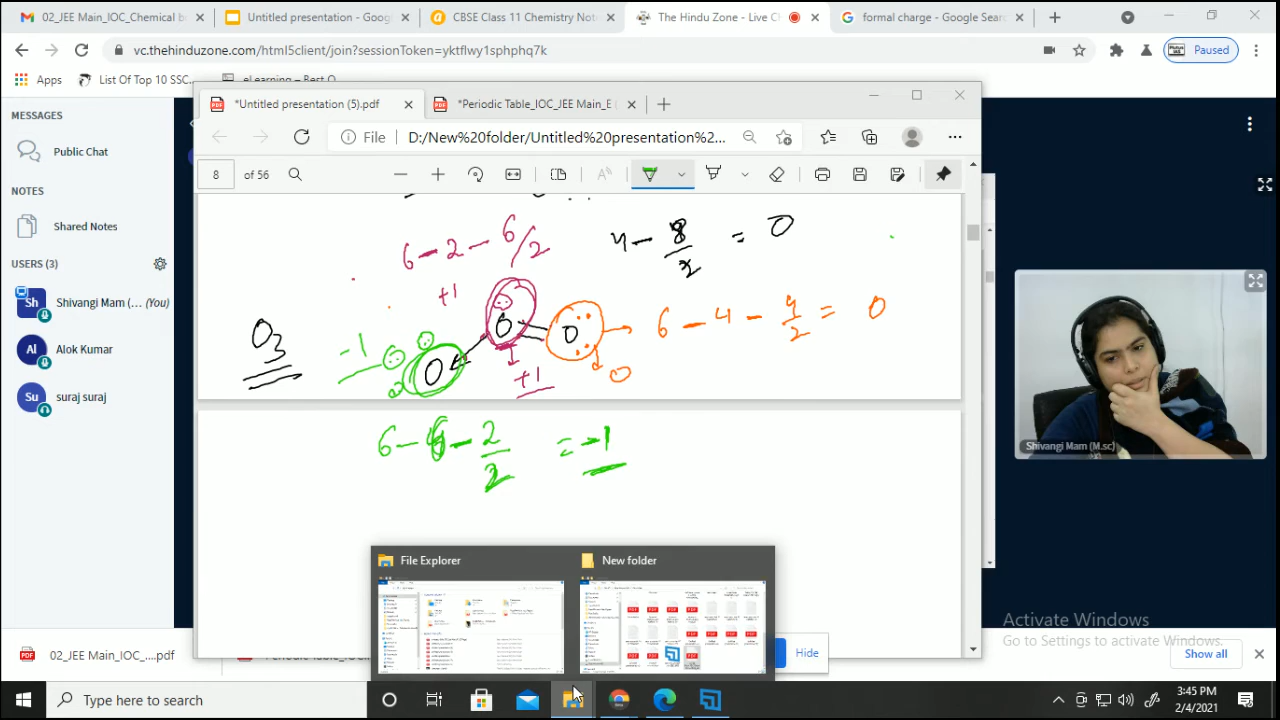 02_JEE Main_IOC_Chemical b
Untitled presentation - Goog
CBSE Class 11 Chemistry Not
The Hindu Zone - Live C
formal charge - Google Sear
vc.thehinduzone.com/html5client/join?sessionToken=yktflwy1sphphq7k
Paused
Apps
List Of Top 10 SSC...
eLearning – Best O
MESSAGES
Public Chat
NOTES
Shared Notes
USERS (3)
Sh Shivangi Mam (... (You)
Al Alok Kumar
Su suraj suraj
*Untitled presentation (5).pdf
*Periodic Table_IOC_JEE Main_E
File
D:/New%20folder/Untitled%20presentation%2...
8 of 56
6-2-6/2
4-8/2 = 0
+1
O3
-1
O
O
O
6-4-4/2 = 0
+1
0
2/2 = -1
Shivangi Mam (M.sc)
File Explorer
New folder
Activate Windows
Go to Settings to activate Windows.
02_JEE Main_IOC_....pdf
Hide
Show all
Type here to search
3:45 PM
2/4/2021